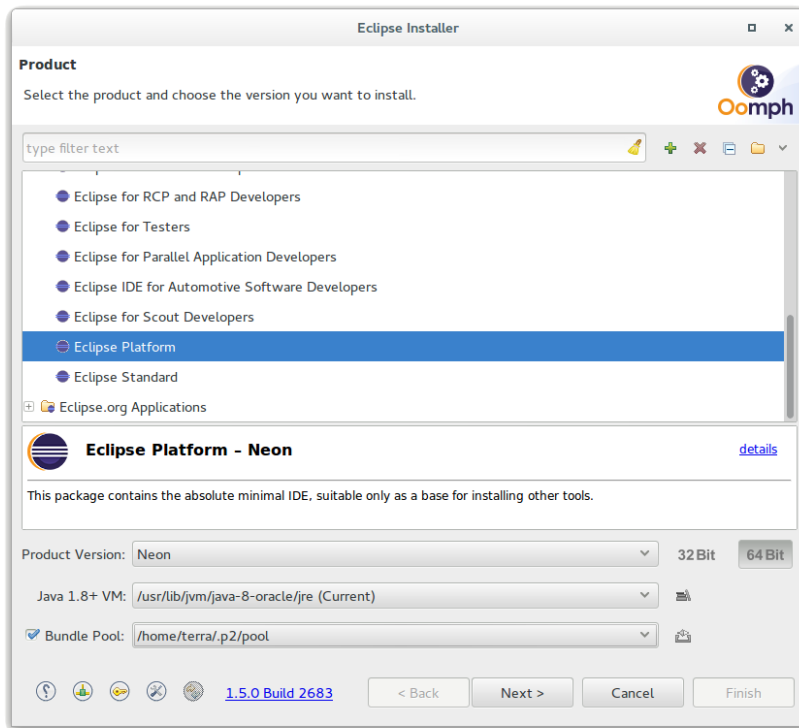 Eclipse Installer
Product
Select the product and choose the version you want to install.
Oomph
type filter text
Eclipse for RCP and RAP Developers
Eclipse for Testers
Eclipse for Parallel Application Developers
Eclipse IDE for Automotive Software Developers
Eclipse for Scout Developers
Eclipse Platform
Eclipse Standard
Eclipse.org Applications
Eclipse Platform – Neon details
This package contains the absolute minimal IDE, suitable only as a base for installing other tools.
Product Version: Neon 32 Bit 64 Bit
Java 1.8+ VM: /usr/lib/jvm/java-8-oracle/jre (Current)
Bundle Pool: /home/terra/.p2/pool
1.5.0 Build 2683 < Back Next > Cancel Finish